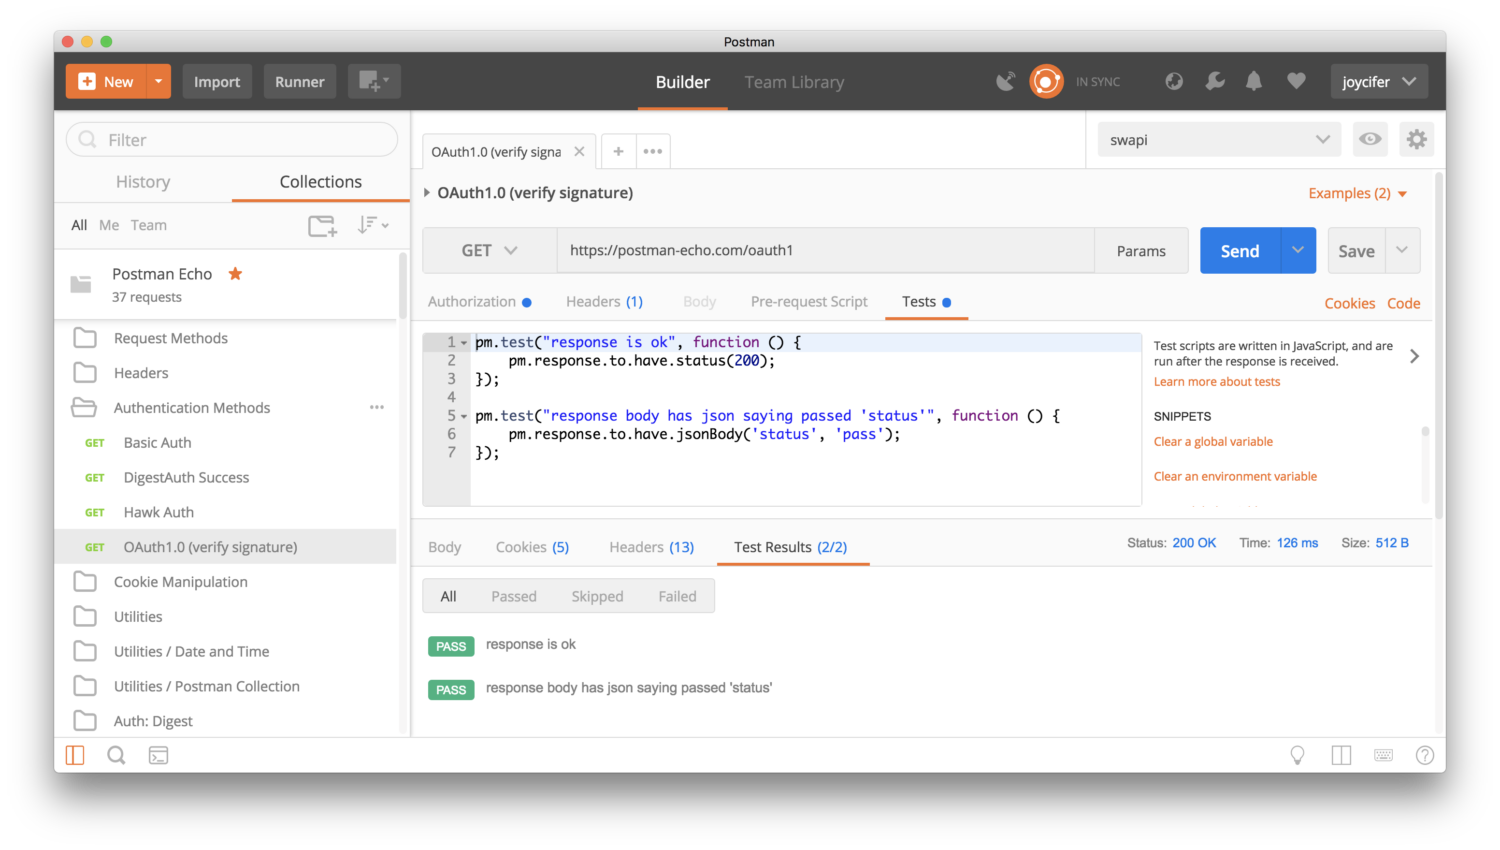 Postman
New
Import
Runner
Builder
Team Library
IN SYNC
joycifer
Filter
History
Collections
All Me Team
Postman Echo
37 requests
Request Methods
Headers
Authentication Methods
GET Basic Auth
GET DigestAuth Success
GET Hawk Auth
GET OAuth1.0 (verify signature)
Cookie Manipulation
Utilities
Utilities / Date and Time
Utilities / Postman Collection
Auth: Digest
OAuth1.0 (verify signa
swapi
OAuth1.0 (verify signature)
Examples (2)
GET
https://postman-echo.com/oauth1
Params
Send
Save
Authorization
Headers (1)
Body
Pre-request Script
Tests
Cookies Code
1 pm.test("response is ok", function () {
2 pm.response.to.have.status(200);
3 });
4
5 pm.test("response body has json saying passed 'status'", function () {
6 pm.response.to.have.jsonBody('status', 'pass');
7 });
Test scripts are written in JavaScript, and are
run after the response is received.
Learn more about tests
SNIPPETS
Clear a global variable
Clear an environment variable
Body
Cookies (5)
Headers (13)
Test Results (2/2)
Status: 200 OK
Time: 126 ms
Size: 512 B
All
Passed
Skipped
Failed
PASS response is ok
PASS response body has json saying passed 'status'